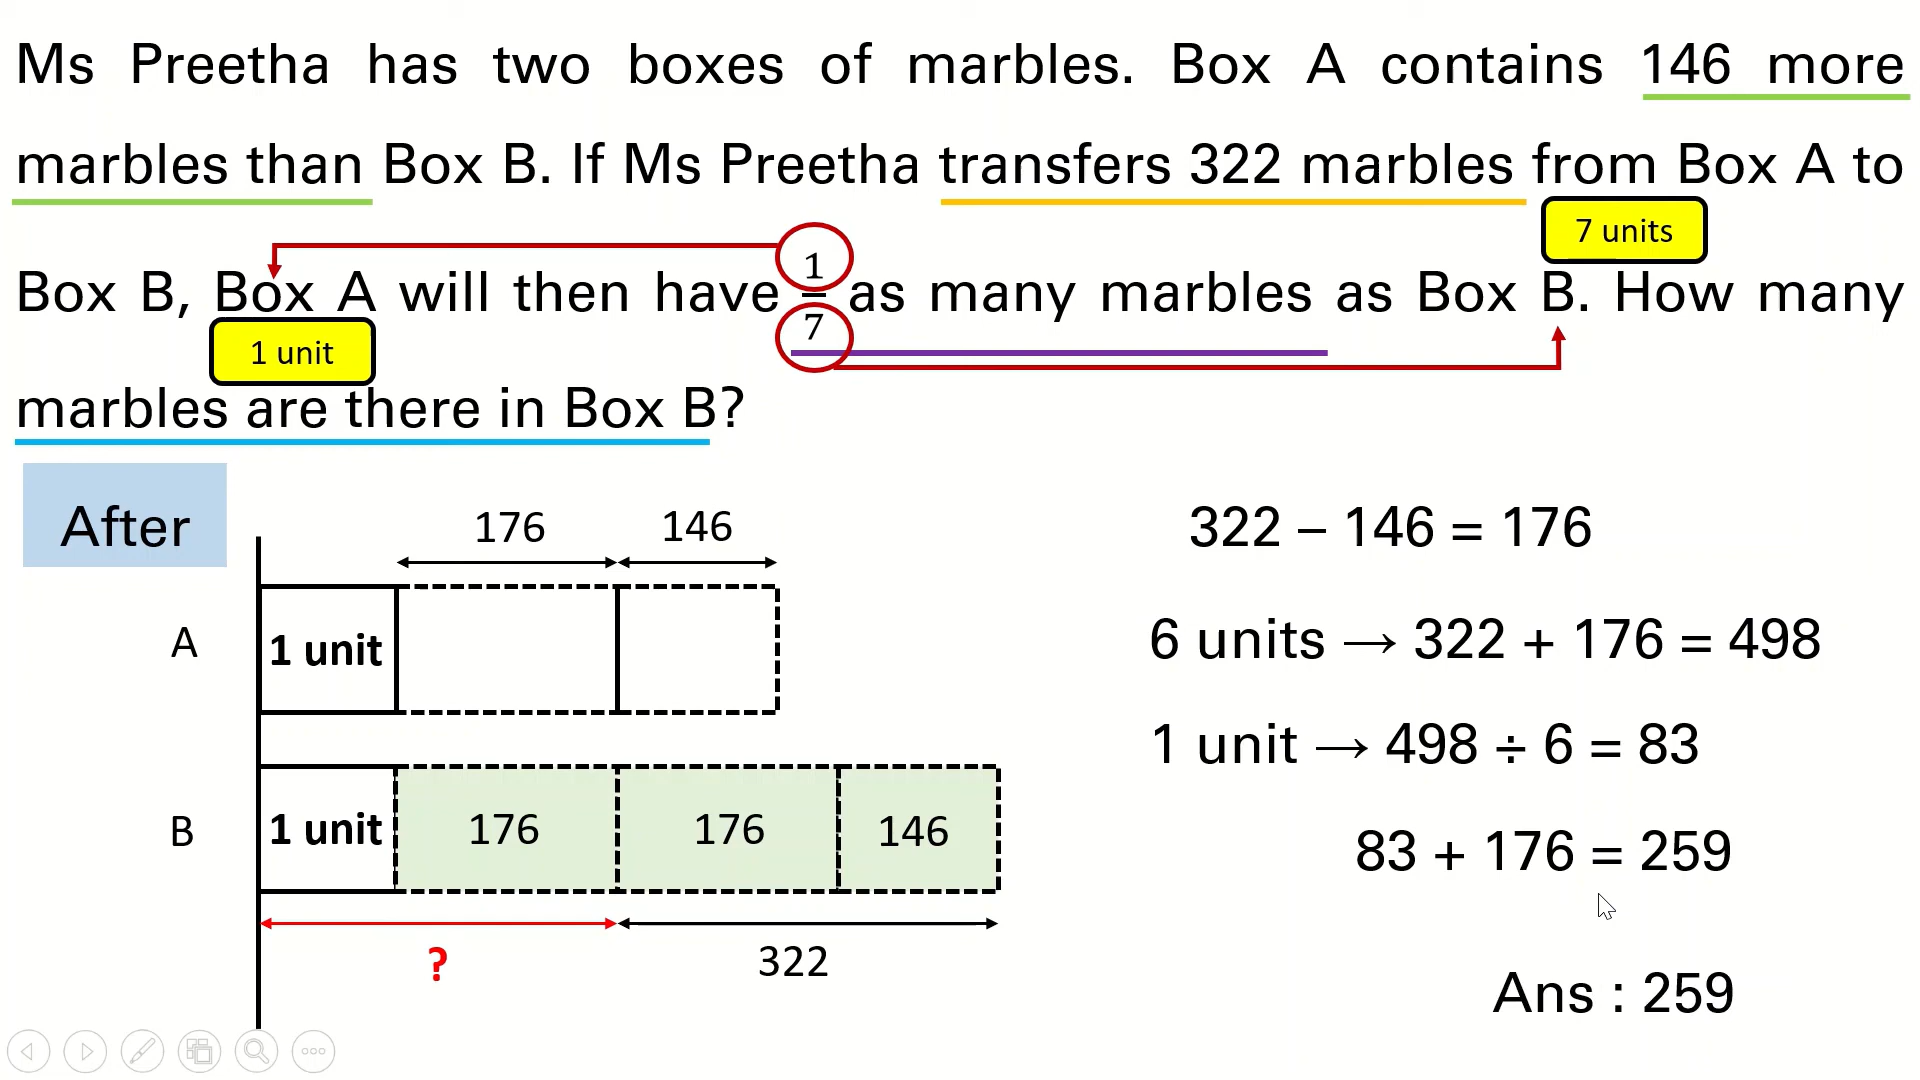 Ms Preetha has two boxes of marbles. Box A contains 146 more
marbles than Box B. If Ms Preetha transfers 322 marbles from Box A to
7 units
Box B, Box A will then have 1/7 as many marbles as Box B. How many
1 unit
marbles are there in Box B?
After
176 146
A 1 unit
B 1 unit 176 176 146
? 322
322 – 146 = 176
6 units → 322 + 176 = 498
1 unit → 498 ÷ 6 = 83
83 + 176 = 259
Ans : 259